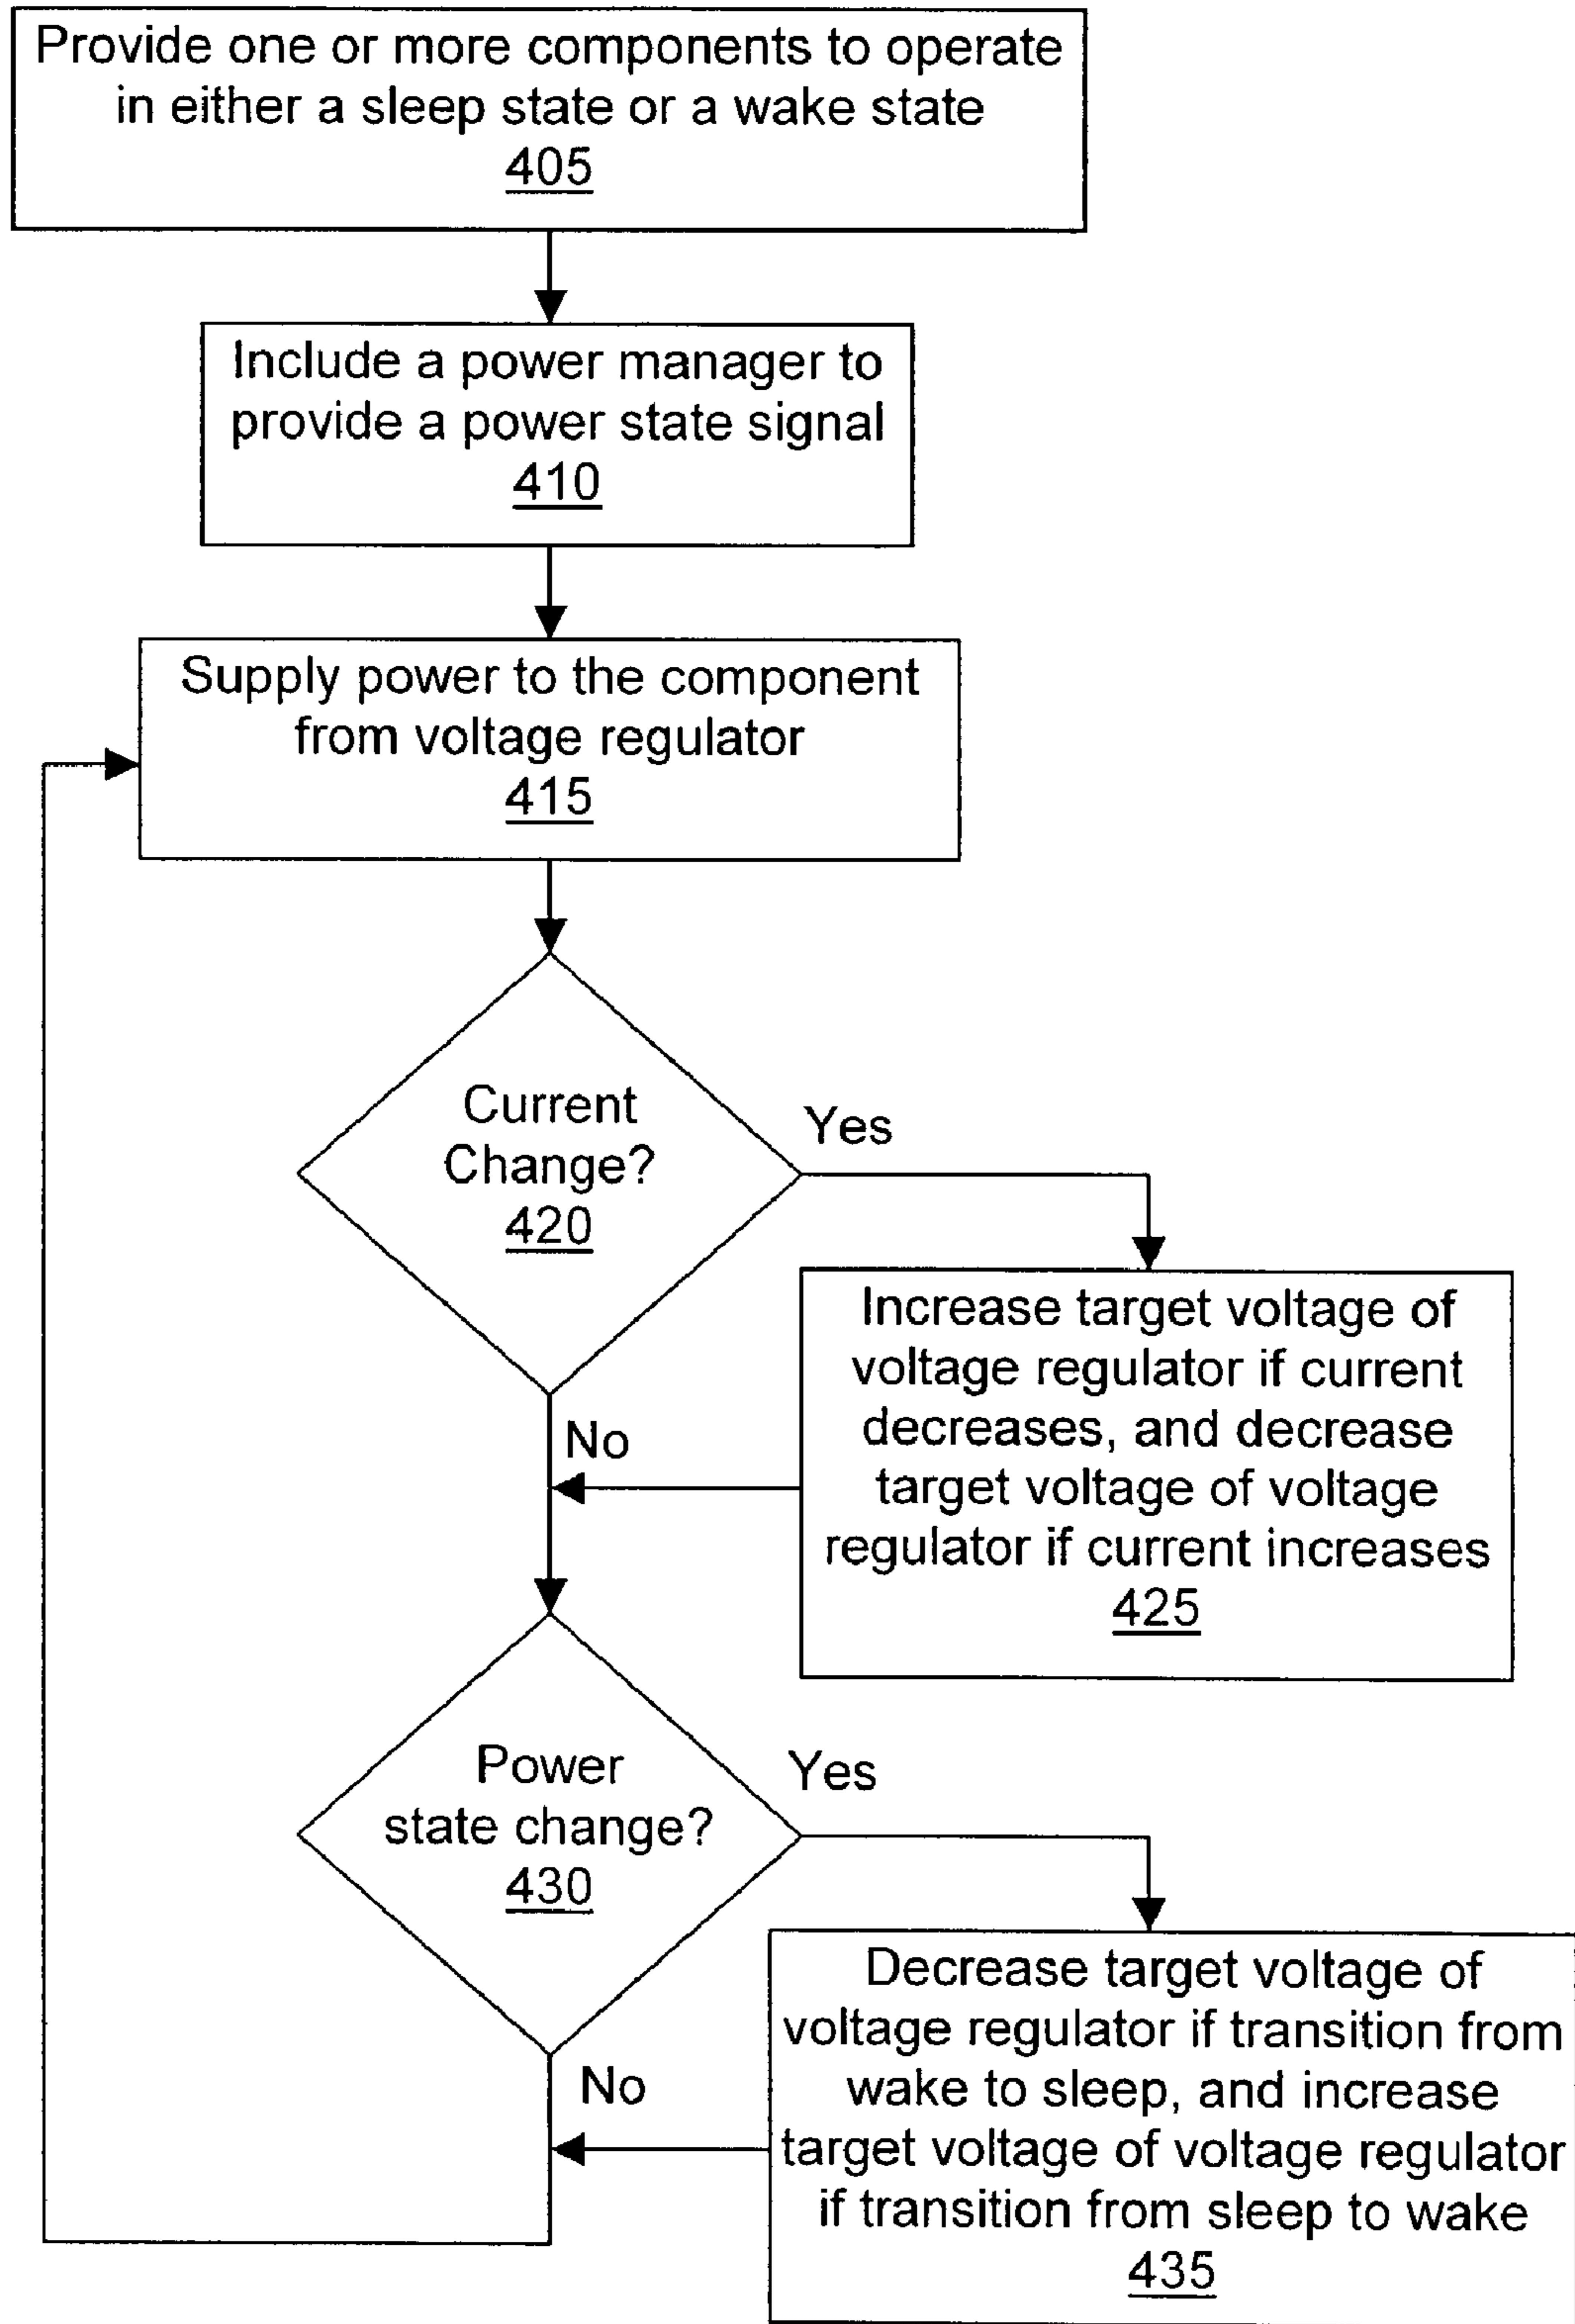 Provide one or more components to operate
in either a sleep state or a wake state
405
Include a power manager to
provide a power state signal
410
Supply power to the component
from voltage regulator
415
Current
Change?
420
Yes
Increase target voltage of
voltage regulator if current
decreases, and decrease
target voltage of voltage
regulator if current increases
425
No
Power
state change?
430
Yes
Decrease target voltage of
voltage regulator if transition from
wake to sleep, and increase
target voltage of voltage regulator
if transition from sleep to wake
435
No